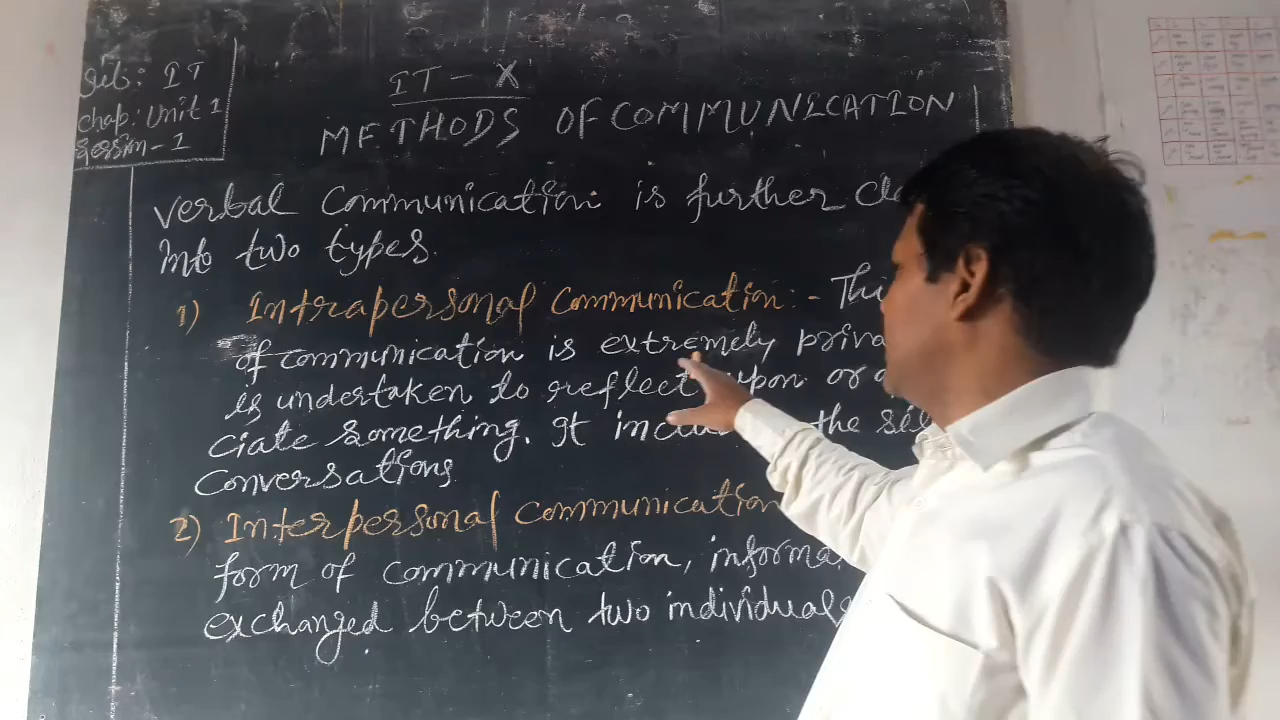 Sub: IT
Chap: Unit 1
Session - 1
IT - X
METHODS OF COMMUNICATION
Verbal Communication is further
into two types.
1) Intrapersonal Communication: -
of communication is extremely
is undertaken to reflect upon or
ciate something. It the
Conversations
2) Interpersonal Communication
form of communication,
exchanged between two individuals